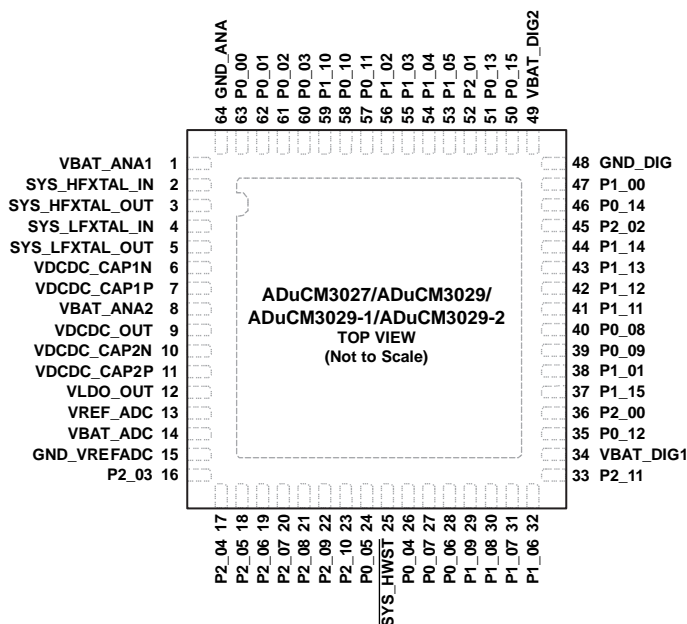 64 GND_ANA
63 P0_00
62 P0_01
61 P0_02
60 P0_03
59 P1_10
58 P0_10
57 P0_11
56 P1_02
55 P1_03
54 P1_04
53 P1_05
52 P2_01
51 P0_13
50 P0_15
49 VBAT_DIG2
VBAT_ANA1 1
SYS_HFXTAL_IN 2
SYS_HFXTAL_OUT 3
SYS_LFXTAL_IN 4
SYS_LFXTAL_OUT 5
VDCDC_CAP1N 6
VDCDC_CAP1P 7
VBAT_ANA2 8
VDCDC_OUT 9
VDCDC_CAP2N 10
VDCDC_CAP2P 11
VLDO_OUT 12
VREF_ADC 13
VBAT_ADC 14
GND_VREFADC 15
P2_03 16
ADuCM3027/ADuCM3029/
ADuCM3029-1/ADuCM3029-2
TOP VIEW
(Not to Scale)
48 GND_DIG
47 P1_00
46 P0_14
45 P2_02
44 P1_14
43 P1_13
42 P1_12
41 P1_11
40 P0_08
39 P0_09
38 P1_01
37 P1_15
36 P2_00
35 P0_12
34 VBAT_DIG1
33 P2_11
P2_04 17
P2_05 18
P2_06 19
P2_07 20
P2_08 21
P2_09 22
P2_10 23
P0_05 24
SYS_HWST 25
P0_04 26
P0_07 27
P0_06 28
P1_09 29
P1_08 30
P1_07 31
P1_06 32